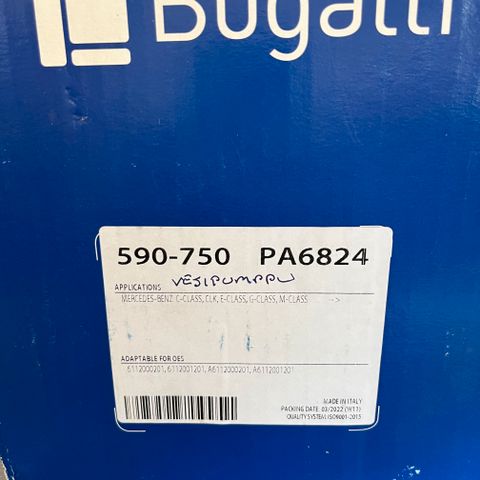 Bugatti
590-750 PA6824
VESIPUMPPU
APPLICATIONS
MERCEDES-BENZ: C-CLASS, CLK, E-CLASS, G-CLASS, M-CLASS -->
ADAPTABLE FOR OES
6112000201, 6112001201, A6112000201, A6112001201
MADE IN ITALY
PACKING DATE: 03/2022 (W11)
QUALITY SYSTEM ISO9001-2015